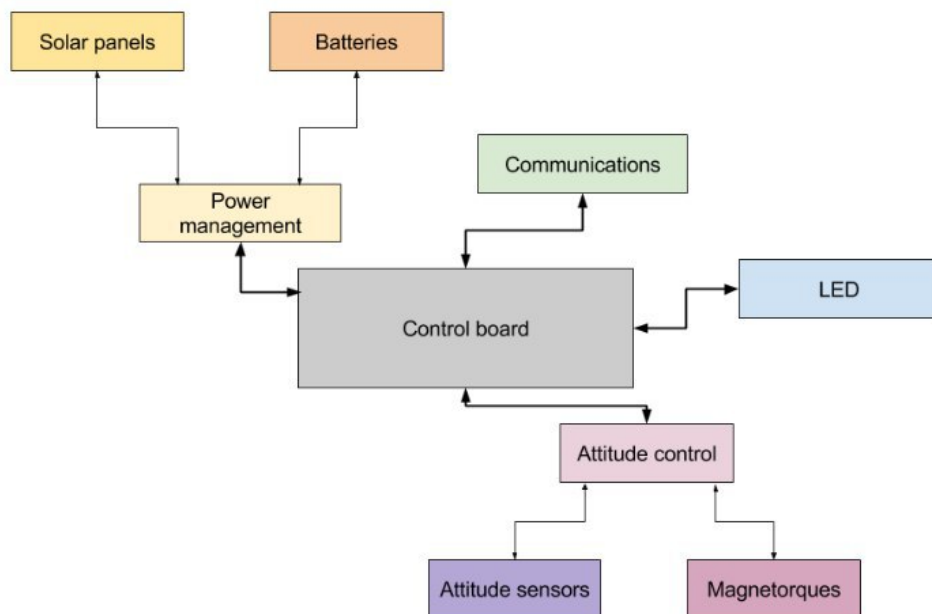 Solar panels
Batteries
Communications
Power
management
LED
Control board
Attitude control
Attitude sensors
Magnetorques